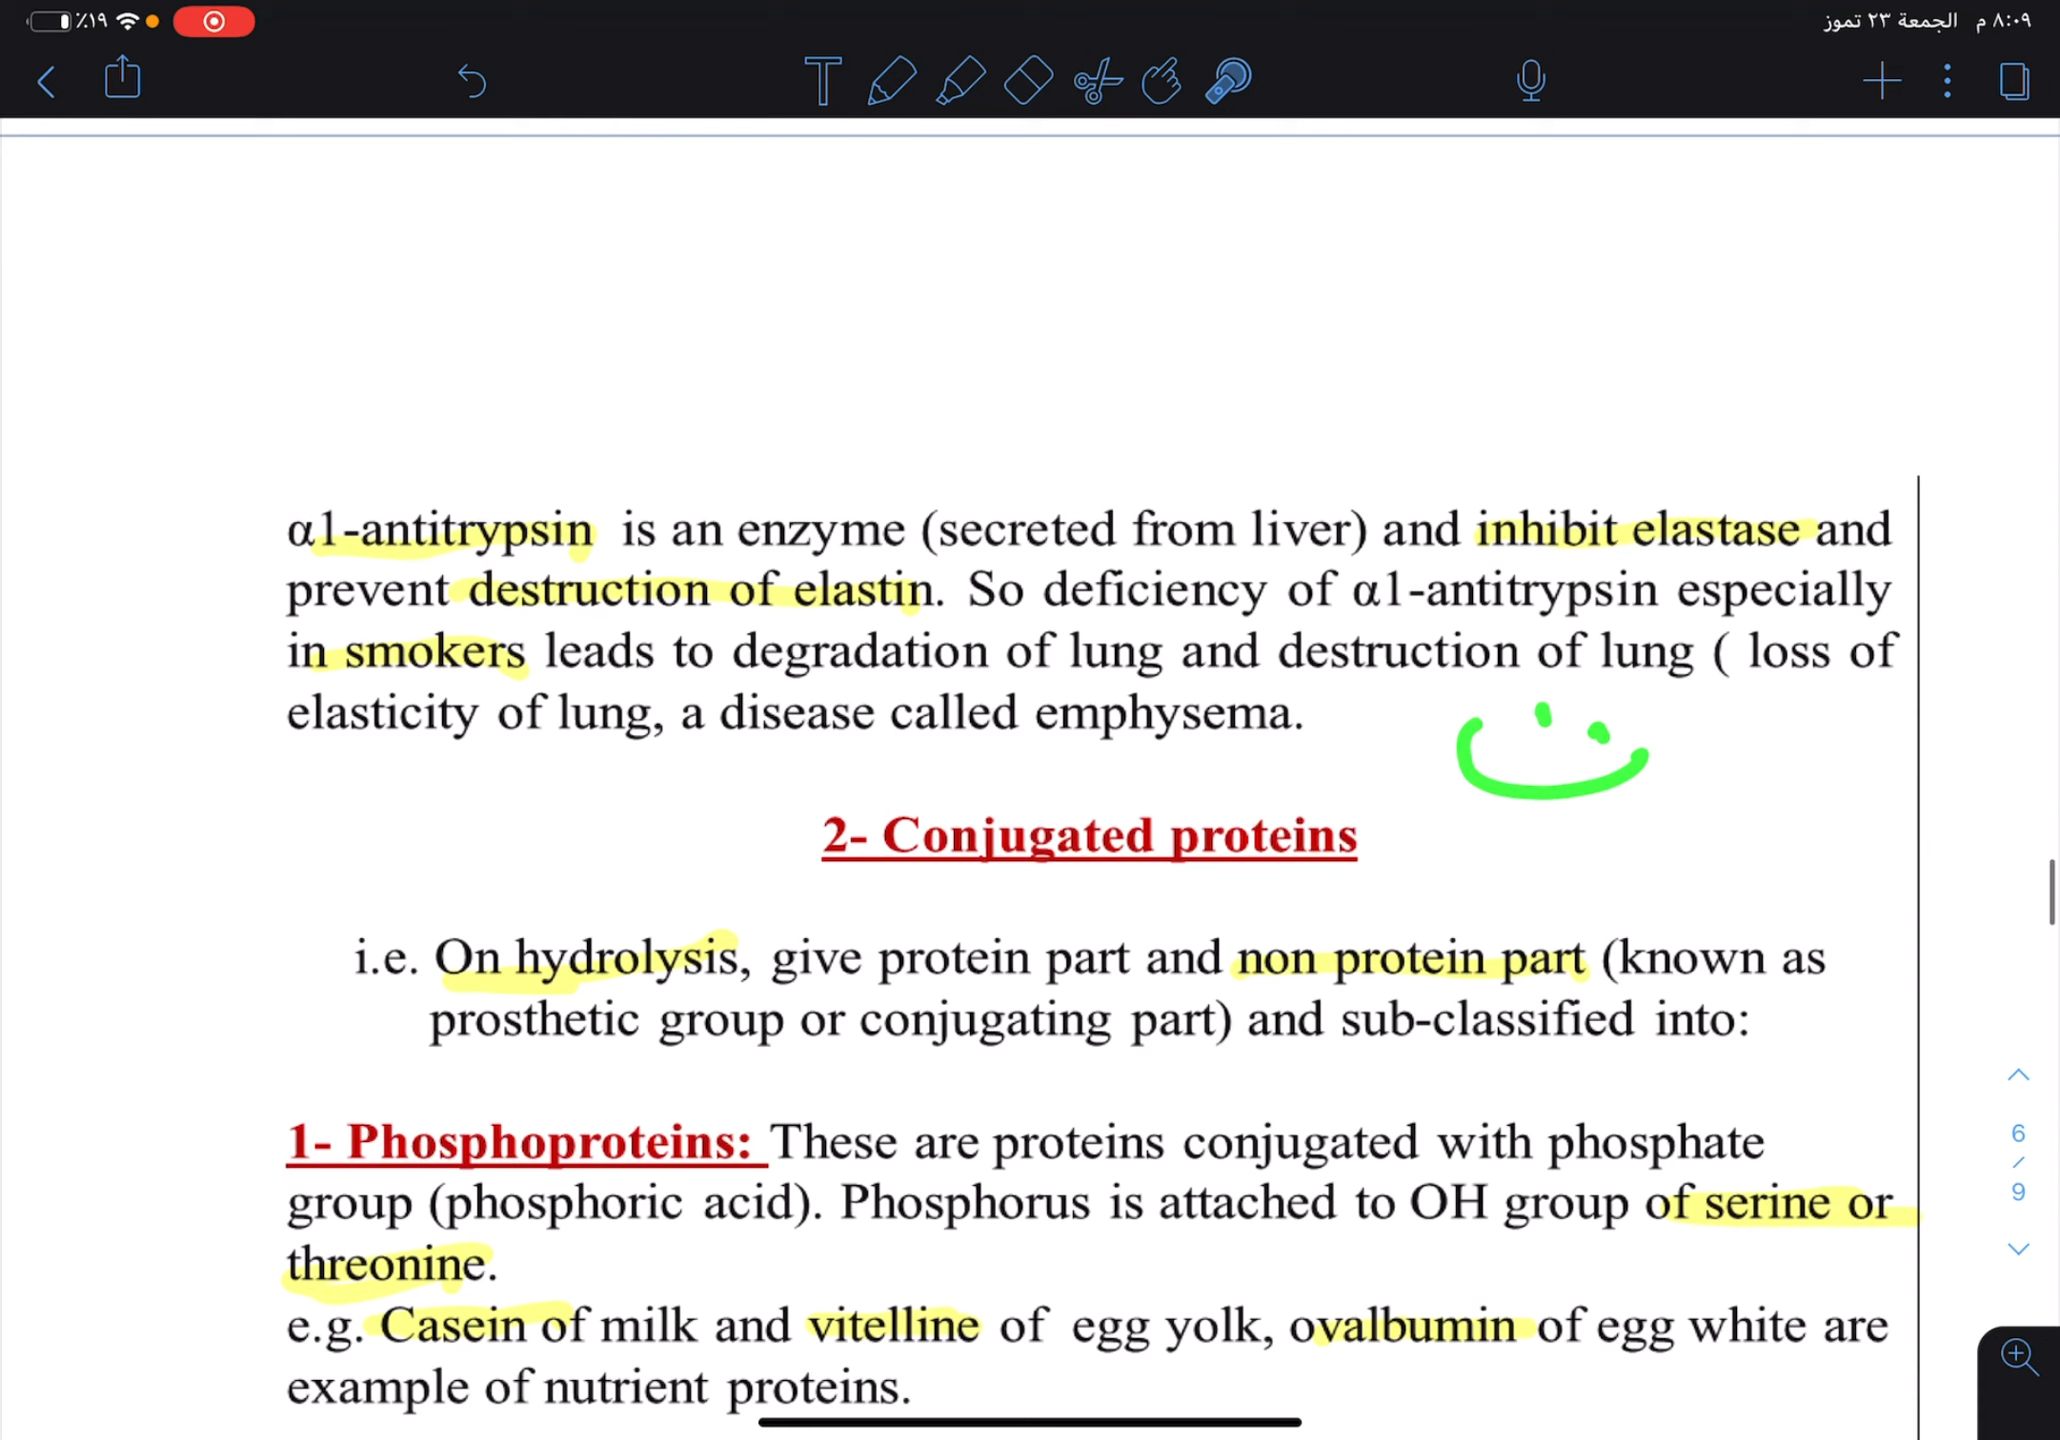 ٪١٩
٨:٠٩ م الجمعة ٢٣ تموز
α1-antitrypsin is an enzyme (secreted from liver) and inhibit elastase and
prevent destruction of elastin. So deficiency of α1-antitrypsin especially
in smokers leads to degradation of lung and destruction of lung ( loss of
elasticity of lung, a disease called emphysema.
2- Conjugated proteins
i.e. On hydrolysis, give protein part and non protein part (known as
prosthetic group or conjugating part) and sub-classified into:
1- Phosphoproteins: These are proteins conjugated with phosphate
group (phosphoric acid). Phosphorus is attached to OH group of serine or
threonine.
e.g. Casein of milk and vitelline of egg yolk, ovalbumin of egg white are
example of nutrient proteins.
6
/
9